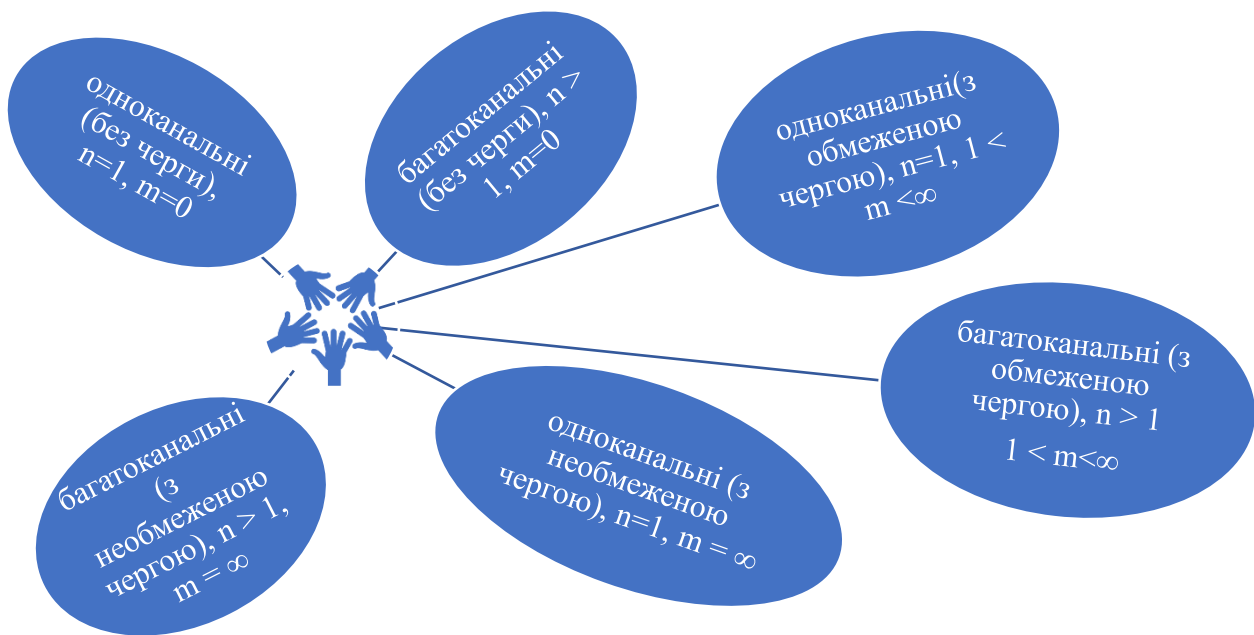 одноканальні
(без черги),
n=1, m=0
багатоканальні
(без черги), n >
1, m=0
одноканальні(з
обмеженою
чергою), n=1, 1 <
m <∞
багатоканальні (з
обмеженою
чергою), n > 1
1 < m<∞
одноканальні (з
необмеженою
чергою), n=1, m = ∞
багатоканальні
(з
необмеженою
чергою), n > 1,
m = ∞